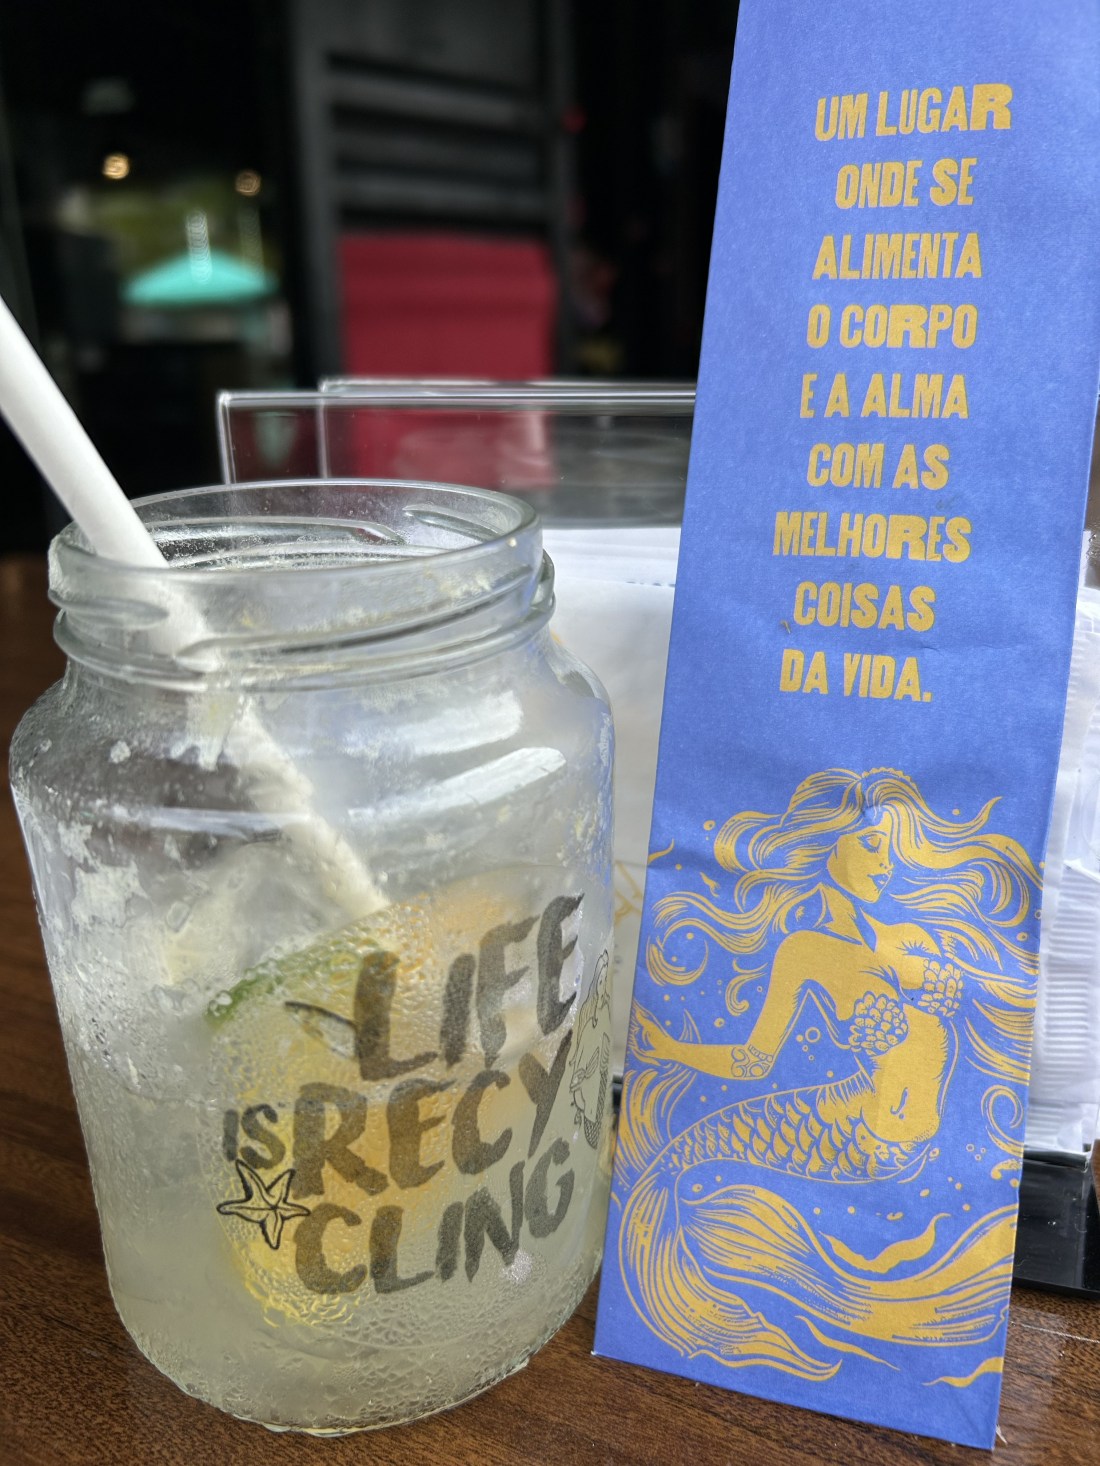 UM LUGAR
ONDE SE
ALIMENTA
O CORPO
E A ALMA
COM AS
MELHORES
COISAS
DA VIDA.
LIFE
IS RECY
CLING